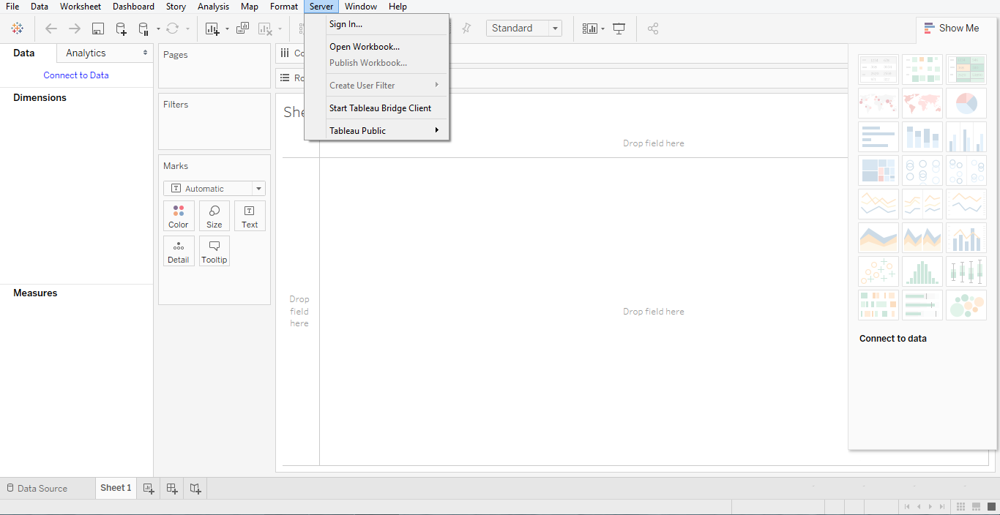 File Data Worksheet Dashboard Story Analysis Map Format Server Window Help
Standard
Show Me
Data
Analytics
Connect to Data
Dimensions
Measures
Pages
Filters
Marks
Automatic
Color Size Text
Detail Tooltip
Co
Ro
She
Sign In...
Open Workbook...
Publish Workbook...
Create User Filter
Start Tableau Bridge Client
Tableau Public
Drop field here
Drop
field
here
Drop field here
Connect to data
Data Source
Sheet 1